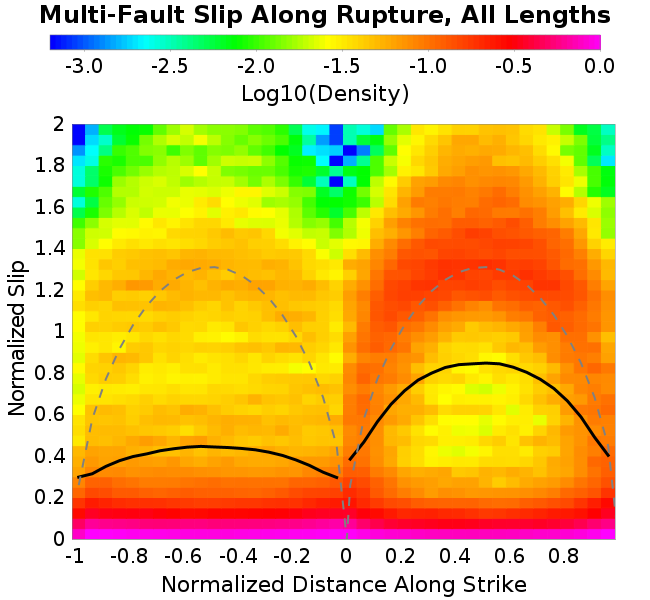 Multi-Fault Slip Along Rupture, All Lengths
-3.0 -2.5 -2.0 -1.5 -1.0 -0.5 0.0
Log10(Density)
2
1.8
1.6
1.4
1.2
1
0.8
0.6
0.4
0.2
0
Normalized Slip
-1 -0.8 -0.6 -0.4 -0.2 0 0.2 0.4 0.6 0.8
Normalized Distance Along Strike